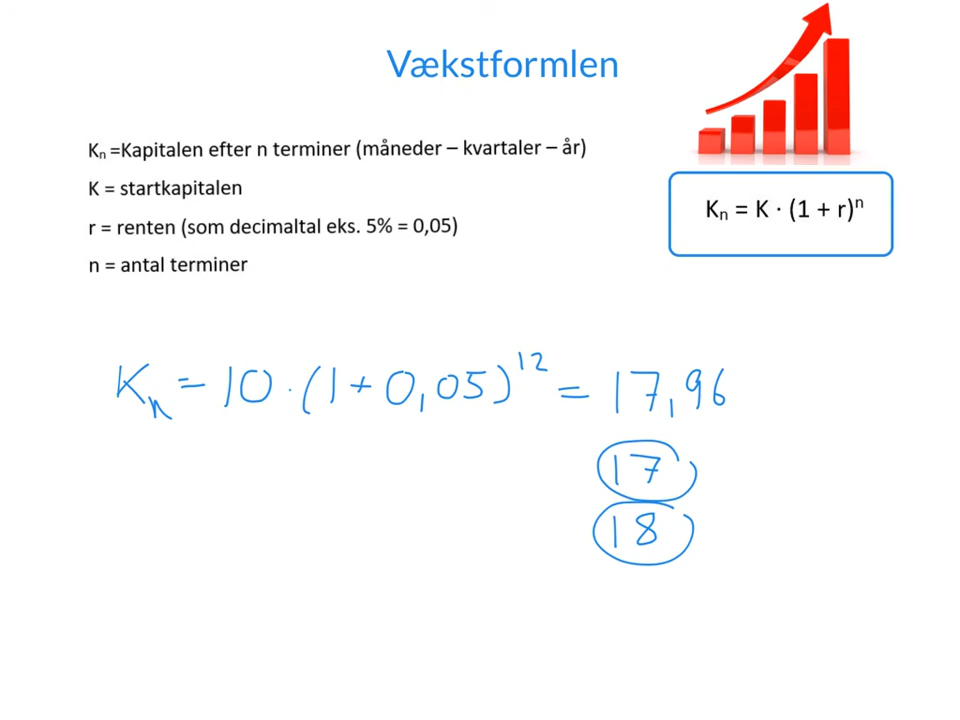 Vækstformlen
Kn =Kapitalen efter n terminer (måneder – kvartaler – år)
K = startkapitalen
r = renten (som decimaltal eks. 5% = 0,05)
n = antal terminer
Kn = K · (1 + r)^n
Kn = 10 · (1 + 0,05)^12 = 17,96
17
18